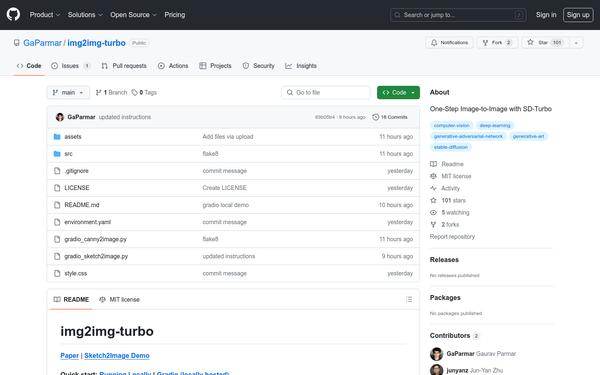 Product Solutions Open Source Pricing Search or jump to... / Sign in Sign up
GaParmar / img2img-turbo Public Notifications Fork 2 Star 101
Code Issues 1 Pull requests Actions Projects Security Insights
main 1 Branch 0 Tags Go to file Code
GaParmar updated instructions 9 hours ago 16 Commits
assets Add files via upload 11 hours ago
src flake8 11 hours ago
.gitignore commit message yesterday
LICENSE Create LICENSE yesterday
README.md gradio local demo 10 hours ago
environment.yaml commit message yesterday
gradio_canny2image.py flake8 11 hours ago
gradio_sketch2image.py updated instructions 9 hours ago
style.css commit message yesterday
README MIT license
img2img-turbo
Paper | Sketch2Image Demo
Quick start: Running Locally | Gradio (locally hosted)
About
One-Step Image-to-Image with SD-Turbo
computer-vision deep-learning
generative-adversarial-network generative-art
stable-diffusion
Readme
MIT license
Activity
101 stars
5 watching
2 forks
Report repository
Releases
No releases published
Packages
No packages published
Contributors 2
GaParmar Gaurav Parmar
junyanz Jun-Yan Zhu